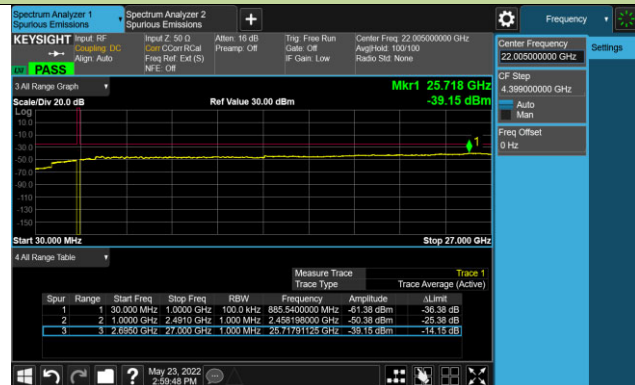 Spectrum Analyzer 1
Spurious Emissions
Spectrum Analyzer 2
Spurious Emissions
+
Frequency
KEYSIGHT
Input: RF
Coupling: DC
Align: Auto
Input Z: 50 Ω
Corr CCorr RCal
Freq Ref: Ext (S)
NFE: Off
Atten: 16 dB
Preamp: Off
Trig: Free Run
Gate: Off
IF Gain: Low
Center Freq: 22.005000000 GHz
Avg|Hold: 100/100
Radio Std: None
PASS
Center Frequency
22.005000000 GHz
Settings
CF Step
4.399000000 GHz
Auto
Man
Freq Offset
0 Hz
3 All Range Graph
Mkr1 25.718 GHz
Scale/Div 20.0 dB
Ref Value 30.00 dBm
-39.15 dBm
Log
10.0
-10.0
-30.0
-50.0
-70.0
-90.0
-110
-130
-150
1
Start 30.000 MHz
Stop 27.000 GHz
4 All Range Table
Measure Trace Trace 1
Trace Type Trace Average (Active)
Spur Range Start Freq Stop Freq RBW Frequency Amplitude ΔLimit
1 1 30.000 MHz 1.0000 GHz 100.0 kHz 885.5400000 MHz -61.38 dBm -36.38 dB
2 2 1.0000 GHz 2.4910 GHz 1.000 MHz 2.458198000 GHz -50.38 dBm -25.38 dB
3 3 2.6950 GHz 27.000 GHz 1.000 MHz 25.71791125 GHz -39.15 dBm -14.15 dB
?
May 23, 2022
2:59:48 PM